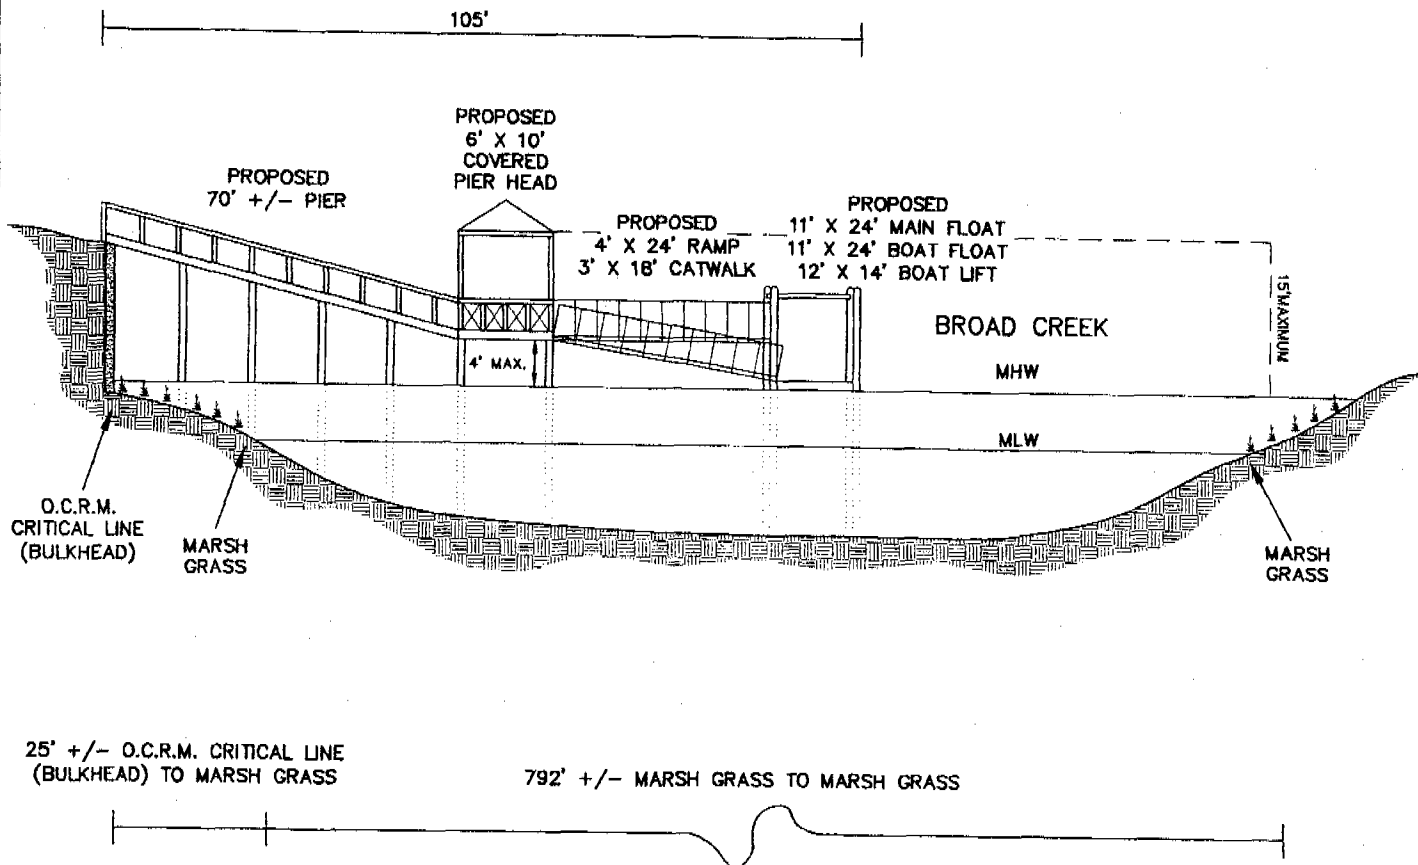 105'
PROPOSED
6' X 10'
COVERED
PIER HEAD
PROPOSED
70' +/- PIER
PROPOSED
4' X 24' RAMP
3' X 18' CATWALK
PROPOSED
11' X 24' MAIN FLOAT
11' X 24' BOAT FLOAT
12' X 14' BOAT LIFT
15'MAXIMUM
BROAD CREEK
4' MAX.
MHW
MLW
O.C.R.M.
CRITICAL LINE
(BULKHEAD)
MARSH
GRASS
MARSH
GRASS
25' +/- O.C.R.M. CRITICAL LINE
(BULKHEAD) TO MARSH GRASS
792' +/- MARSH GRASS TO MARSH GRASS